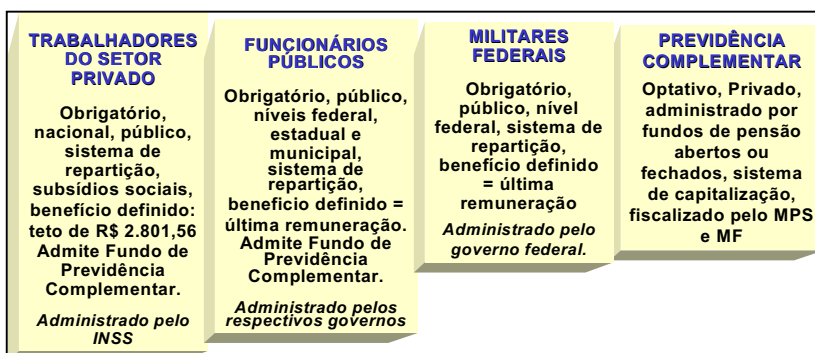 TRABALHADORES
DO SETOR
PRIVADO
Obrigatório,
nacional, público,
sistema de
repartição,
subsídios sociais,
benefício definido:
teto de R$ 2.801,56
Admite Fundo de
Previdência
Complementar.
Administrado pelo
INSS
FUNCIONÁRIOS
PÚBLICOS
Obrigatório, público,
níveis federal,
estadual e
municipal,
sistema de
repartição,
beneficio definido =
última remuneração.
Admite Fundo de
Previdência
Complementar.
Administrado pelos
respectivos governos
MILITARES
FEDERAIS
Obrigatório,
público, nível
federal, sistema de
repartição,
benefício definido
= última
remuneração
Administrado pelo
governo federal.
PREVIDÊNCIA
COMPLEMENTAR
Optativo, Privado,
administrado por
fundos de pensão
abertos ou
fechados, sistema
de capitalização,
fiscalizado pelo MPS
e MF